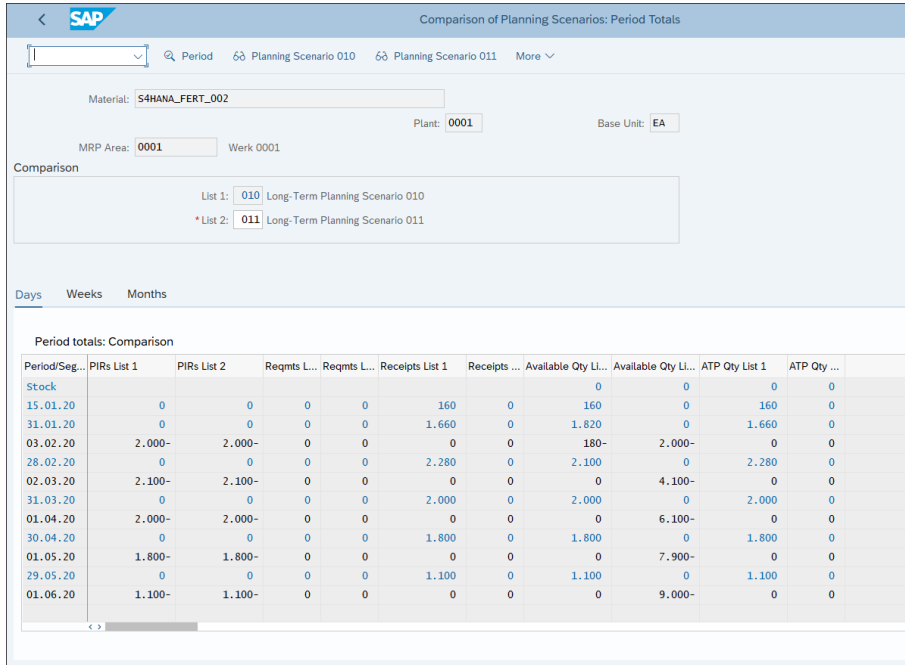 SAP Comparison of Planning Scenarios: Period Totals
Period Planning Scenario 010 Planning Scenario 011 More
Material: S4HANA_FERT_002
Plant: 0001 Base Unit: EA
MRP Area: 0001 Werk 0001
Comparison
List 1: 010 Long-Term Planning Scenario 010
* List 2: 011 Long-Term Planning Scenario 011
Days Weeks Months
Period totals: Comparison
Period/Seg... PIRs List 1 PIRs List 2 Reqmts L... Reqmts L... Receipts List 1 Receipts ... Available Qty Li... Available Qty Li... ATP Qty List 1 ATP Qty ...
Stock 0 0 0 0
15.01.20 0 0 0 0 160 0 160 0 160 0
31.01.20 0 0 0 0 1.660 0 1.820 0 1.660 0
03.02.20 2.000- 2.000- 0 0 0 0 180- 2.000- 0 0
28.02.20 0 0 0 0 2.280 0 2.100 0 2.280 0
02.03.20 2.100- 2.100- 0 0 0 0 0 4.100- 0 0
31.03.20 0 0 0 0 2.000 0 2.000 0 2.000 0
01.04.20 2.000- 2.000- 0 0 0 0 0 6.100- 0 0
30.04.20 0 0 0 0 1.800 0 1.800 0 1.800 0
01.05.20 1.800- 1.800- 0 0 0 0 0 7.900- 0 0
29.05.20 0 0 0 0 1.100 0 1.100 0 1.100 0
01.06.20 1.100- 1.100- 0 0 0 0 0 9.000- 0 0